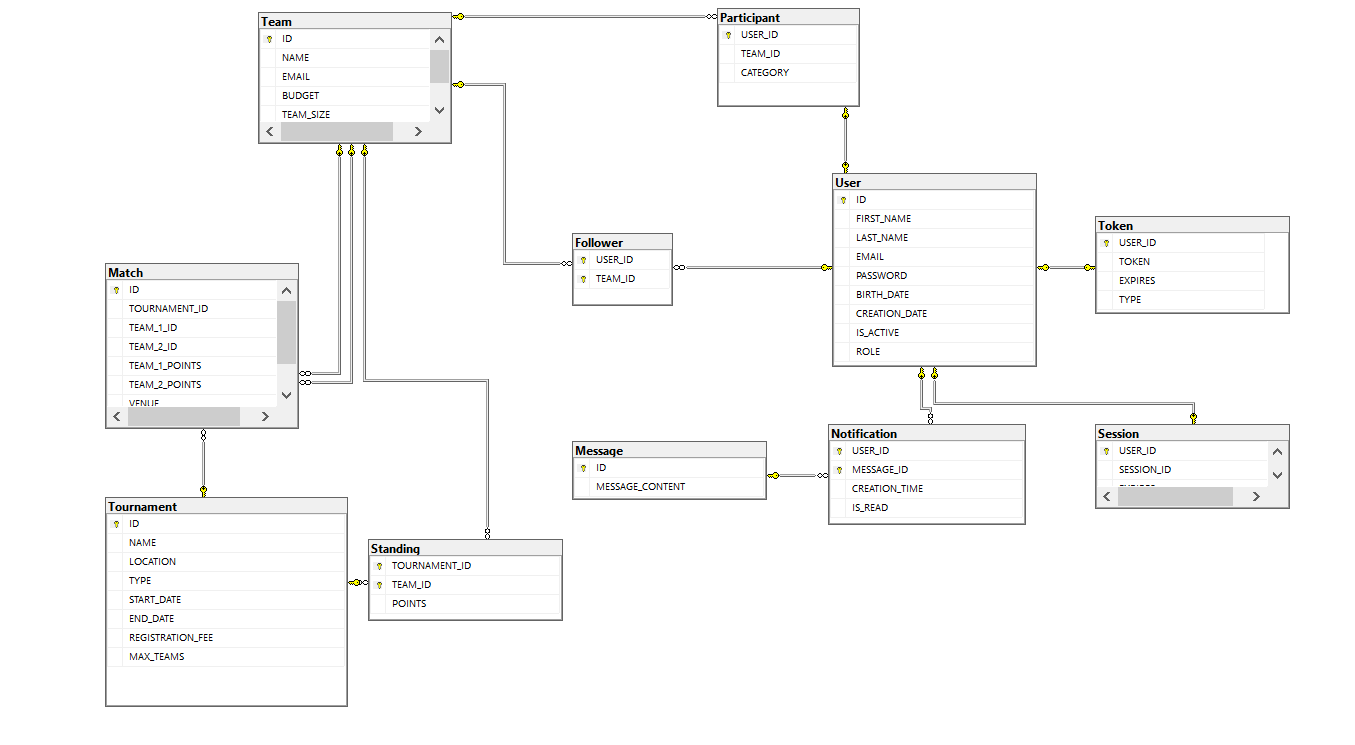 Team
ID
NAME
EMAIL
BUDGET
TEAM_SIZE
Participant
USER_ID
TEAM_ID
CATEGORY
User
ID
FIRST_NAME
LAST_NAME
EMAIL
PASSWORD
BIRTH_DATE
CREATION_DATE
IS_ACTIVE
ROLE
Token
USER_ID
TOKEN
EXPIRES
TYPE
Follower
USER_ID
TEAM_ID
Match
ID
TOURNAMENT_ID
TEAM_1_ID
TEAM_2_ID
TEAM_1_POINTS
TEAM_2_POINTS
VENUE
Message
ID
MESSAGE_CONTENT
Notification
USER_ID
MESSAGE_ID
CREATION_TIME
IS_READ
Session
USER_ID
SESSION_ID
Tournament
ID
NAME
LOCATION
TYPE
START_DATE
END_DATE
REGISTRATION_FEE
MAX_TEAMS
Standing
TOURNAMENT_ID
TEAM_ID
POINTS